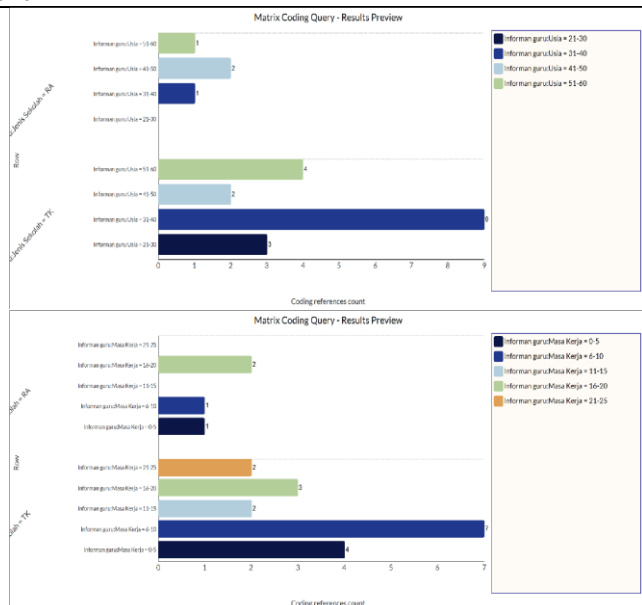 Matrix Coding Query - Results Preview
Informan guru:Usia = 51-60
1
Informan guru:Usia = 41-50
2
Informan guru:Usia = 31-40
1
Informan guru:Usia = 21-30
u:Jenis Sekolah = RA
Row
Informan guru:Usia = 51-60
4
Informan guru:Usia = 41-50
2
Informan guru:Usia = 31-40
Informan guru:Usia = 21-30
3
u:Jenis Sekolah = TK
0 1 2 3 4 5 6 7 8 9
Coding references count
Informan guru:Usia = 21-30
Informan guru:Usia = 31-40
Informan guru:Usia = 41-50
Informan guru:Usia = 51-60
Matrix Coding Query - Results Preview
Informan guru:Masa Kerja = 21-25
Informan guru:Masa Kerja = 16-20
2
Informan guru:Masa Kerja = 11-15
Informan guru:Masa Kerja = 6-10
1
Informan guru:Masa Kerja = 0-5
1
olah = RA
Row
Informan guru:Masa Kerja = 21-25
2
Informan guru:Masa Kerja = 16-20
3
Informan guru:Masa Kerja = 11-15
2
Informan guru:Masa Kerja = 6-10
7
Informan guru:Masa Kerja = 0-5
4
olah = TK
0 1 2 3 4 5 6 7
Coding references count
Informan guru:Masa Kerja = 0-5
Informan guru:Masa Kerja = 6-10
Informan guru:Masa Kerja = 11-15
Informan guru:Masa Kerja = 16-20
Informan guru:Masa Kerja = 21-25